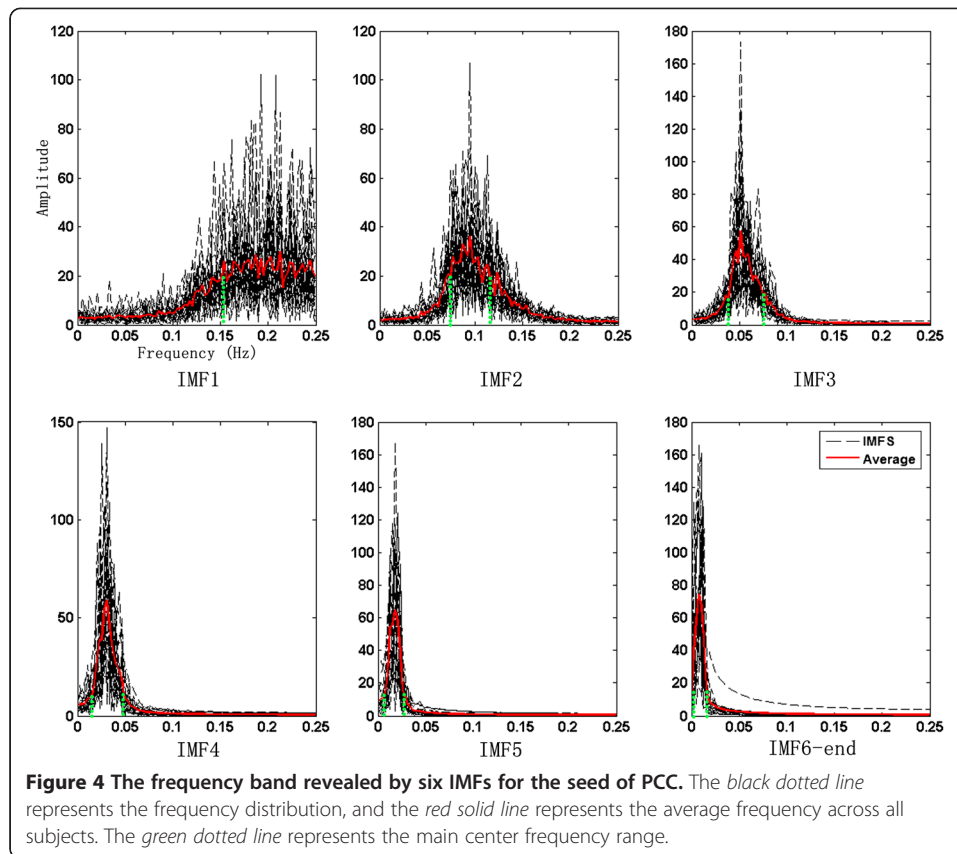 120
100
80
60
40
20
0
Amplitude
0 0.05 0.1 0.15 0.2 0.25
Frequency (Hz)
IMF1
120
100
80
60
40
20
0
0 0.05 0.1 0.15 0.2 0.25
IMF2
180
160
140
120
100
80
60
40
20
0
0 0.05 0.1 0.15 0.2 0.25
IMF3
150
100
50
0
0 0.05 0.1 0.15 0.2 0.25
IMF4
180
160
140
120
100
80
60
40
20
0
0 0.05 0.1 0.15 0.2 0.25
IMF5
180
160
140
120
100
80
60
40
20
0
IMFS
Average
0 0.05 0.1 0.15 0.2 0.25
IMF6-end
Figure 4 The frequency band revealed by six IMFs for the seed of PCC. The black dotted line
represents the frequency distribution, and the red solid line represents the average frequency across all
subjects. The green dotted line represents the main center frequency range.